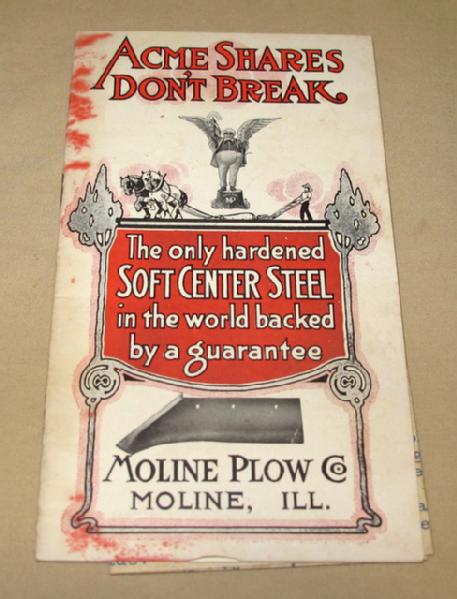 ACME SHARES
DON'T BREAK
The only hardened
SOFT CENTER STEEL
in the world backed
by a guarantee
MOLINE PLOW CO
MOLINE, ILL.